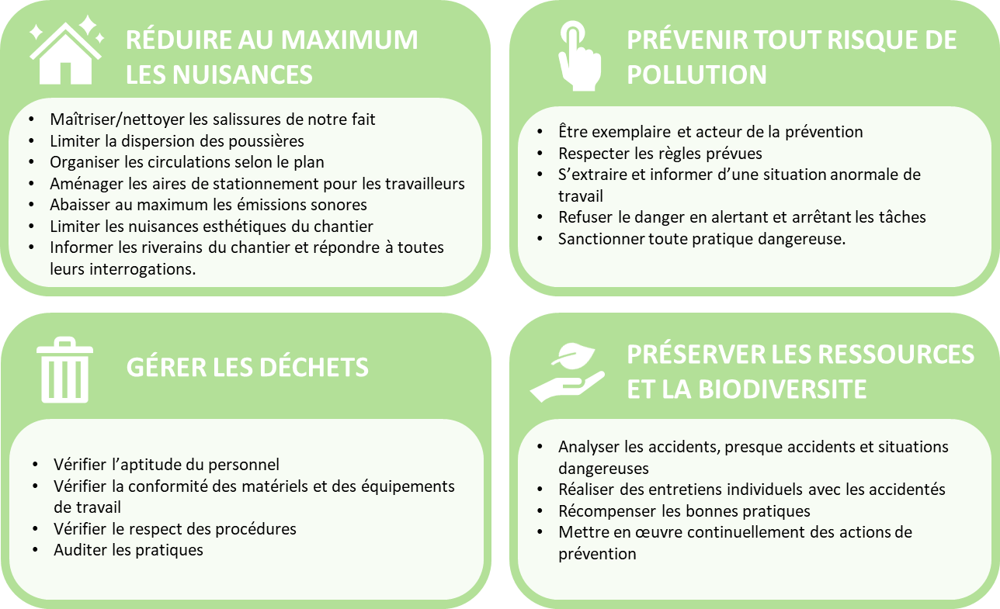 RÉDUIRE AU MAXIMUM
LES NUISANCES
• Maîtriser/nettoyer les salissures de notre fait
• Limiter la dispersion des poussières
• Organiser les circulations selon le plan
• Aménager les aires de stationnement pour les travailleurs
• Abaisser au maximum les émissions sonores
• Limiter les nuisances esthétiques du chantier
• Informer les riverains du chantier et répondre à toutes
leurs interrogations.
PRÉVENIR TOUT RISQUE DE
POLLUTION
• Être exemplaire et acteur de la prévention
• Respecter les règles prévues
• S’extraire et informer d’une situation anormale de
travail
• Refuser le danger en alertant et arrêtant les tâches
• Sanctionner toute pratique dangereuse.
GÉRER LES DÉCHETS
• Vérifier l’aptitude du personnel
• Vérifier la conformité des matériels et des équipements
de travail
• Vérifier le respect des procédures
• Auditer les pratiques
PRÉSERVER LES RESSOURCES
ET LA BIODIVERSITE
• Analyser les accidents, presque accidents et situations
dangereuses
• Réaliser des entretiens individuels avec les accidentés
• Récompenser les bonnes pratiques
• Mettre en œuvre continuellement des actions de
prévention